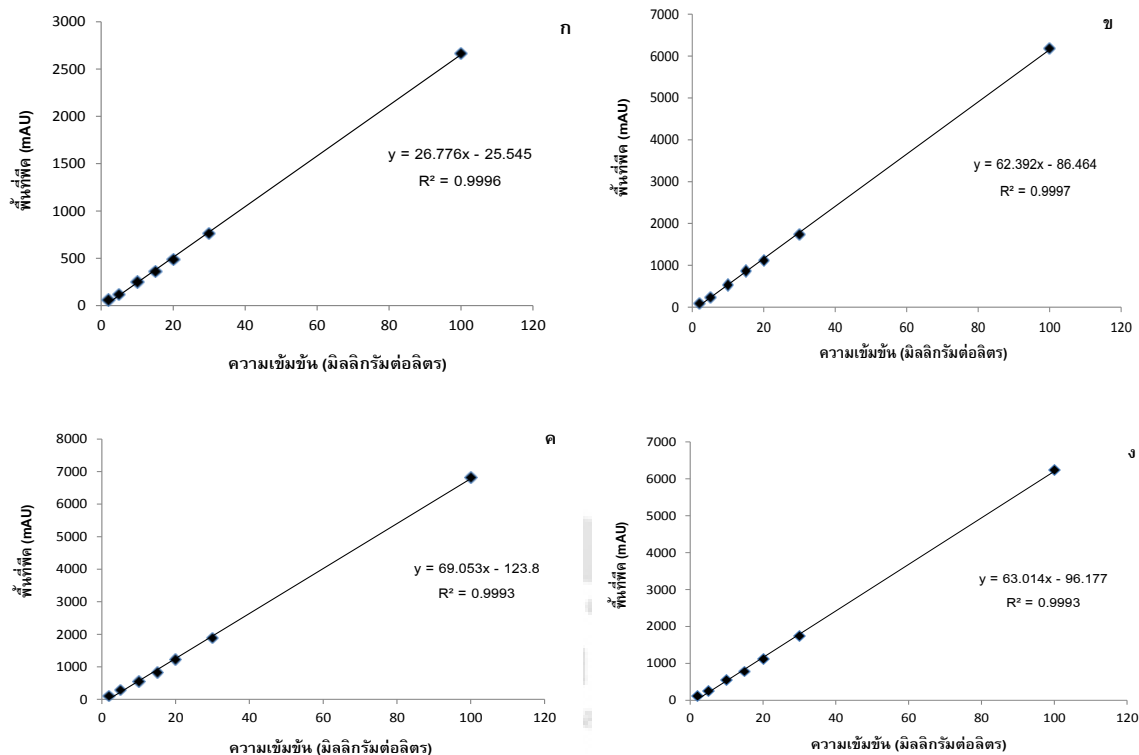 ก
3000
2500
2000
1500
1000
500
0
พื้นที่พีค (mAU)
y = 26.776x - 25.545
R² = 0.9996
0 20 40 60 80 100 120
ความเข้มข้น (มิลลิกรัมต่อลิตร)
ข
7000
6000
5000
4000
3000
2000
1000
0
พื้นที่พีค (mAU)
y = 62.392x - 86.464
R² = 0.9997
0 20 40 60 80 100 120
ความเข้มข้น (มิลลิกรัมต่อลิตร)
ค
8000
7000
6000
5000
4000
3000
2000
1000
0
พื้นที่พีค (mAU)
y = 69.053x - 123.8
R² = 0.9993
0 20 40 60 80 100 120
ความเข้มข้น (มิลลิกรัมต่อลิตร)
ง
7000
6000
5000
4000
3000
2000
1000
0
พื้นที่พีค (mAU)
y = 63.014x - 96.177
R² = 0.9993
0 20 40 60 80 100 120
ความเข้มข้น (มิลลิกรัมต่อลิตร)